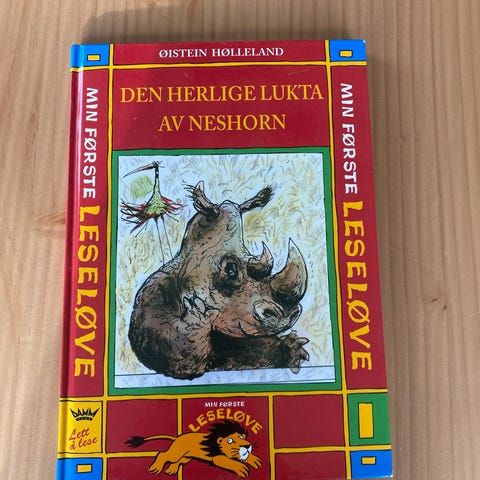 ØISTEIN HØLLELAND
DEN HERLIGE LUKTA
AV NESHORN
MIN FØRSTE
LESELØVE
MIN FØRSTE
LESELØVE
Lett
å lese
MIN FØRSTE
LESELØVE